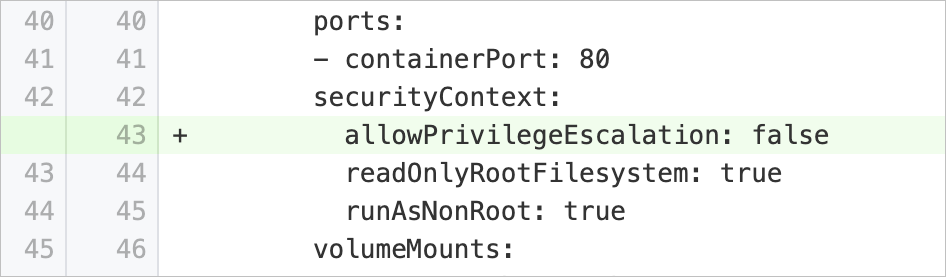 40 40 ports:
41 41 - containerPort: 80
42 42 securityContext:
43 + allowPrivilegeEscalation: false
43 44 readOnlyRootFilesystem: true
44 45 runAsNonRoot: true
45 46 volumeMounts: